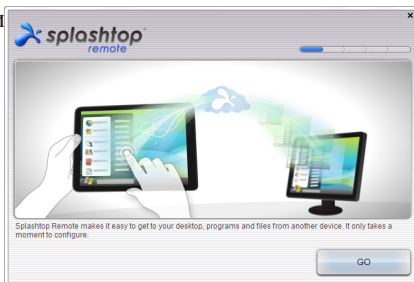 splashtop
remote
Splashtop Remote makes it easy to get to your desktop, programs and files from another device. It only takes a
moment to configure.
GO